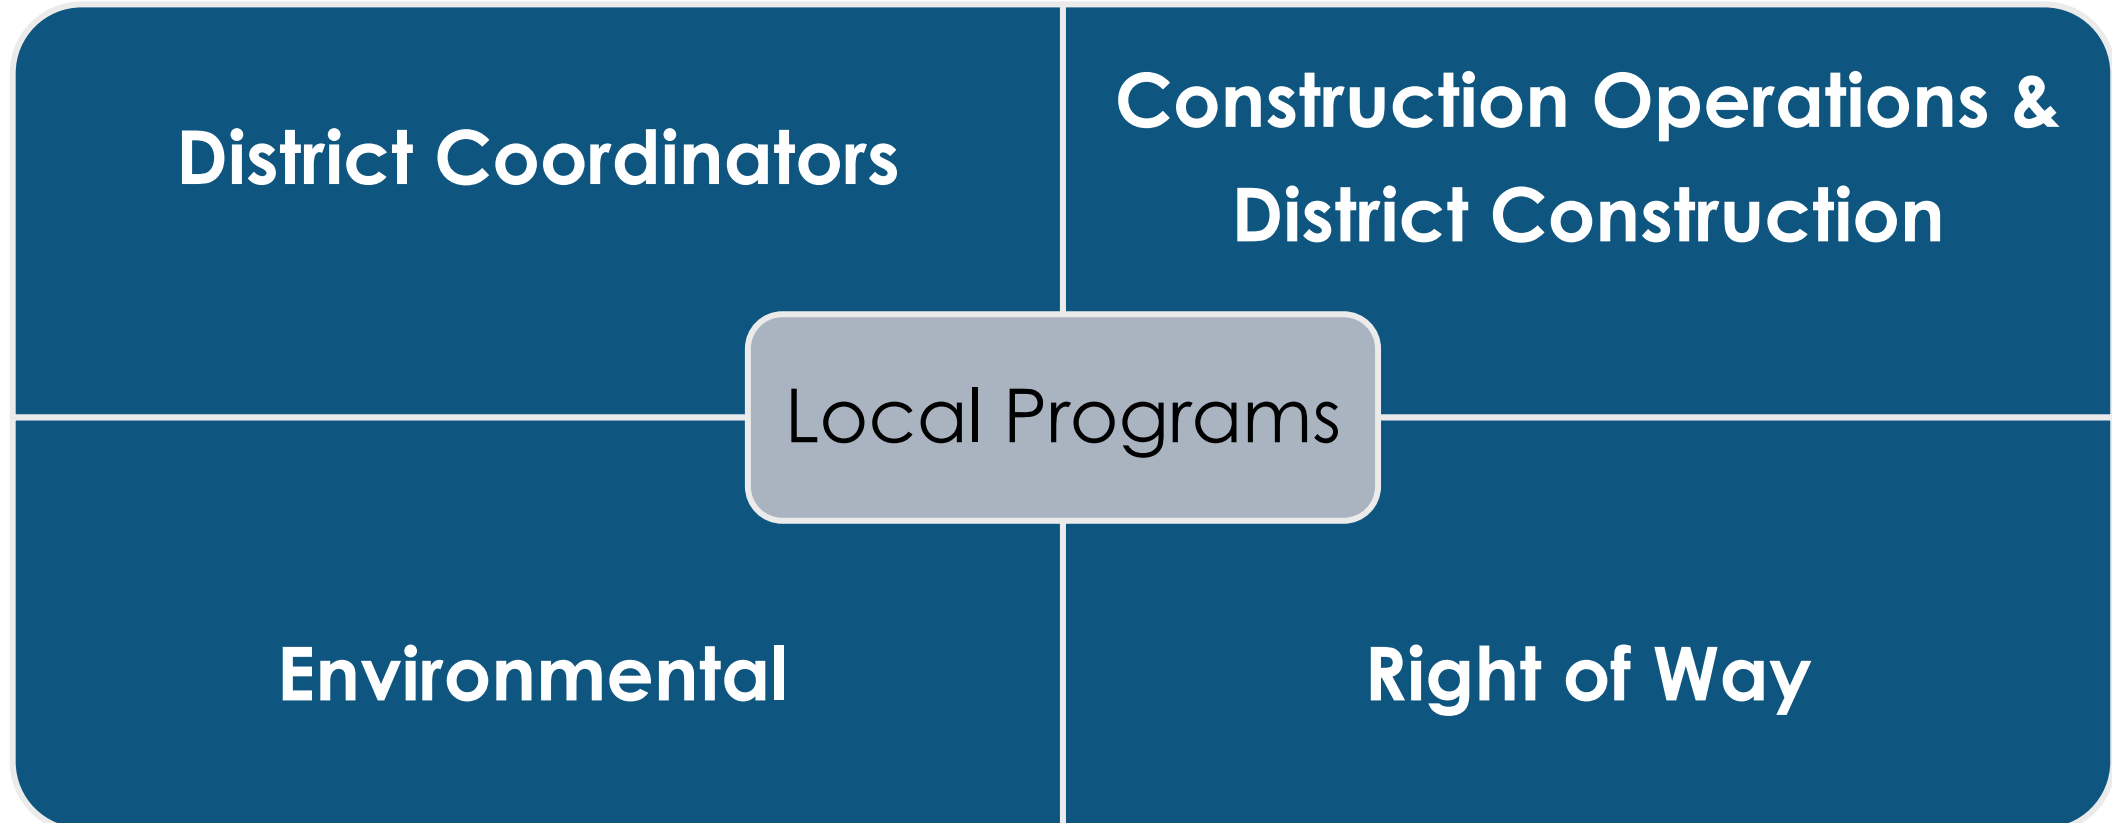 District Coordinators
Construction Operations &
District Construction
Local Programs
Environmental
Right of Way